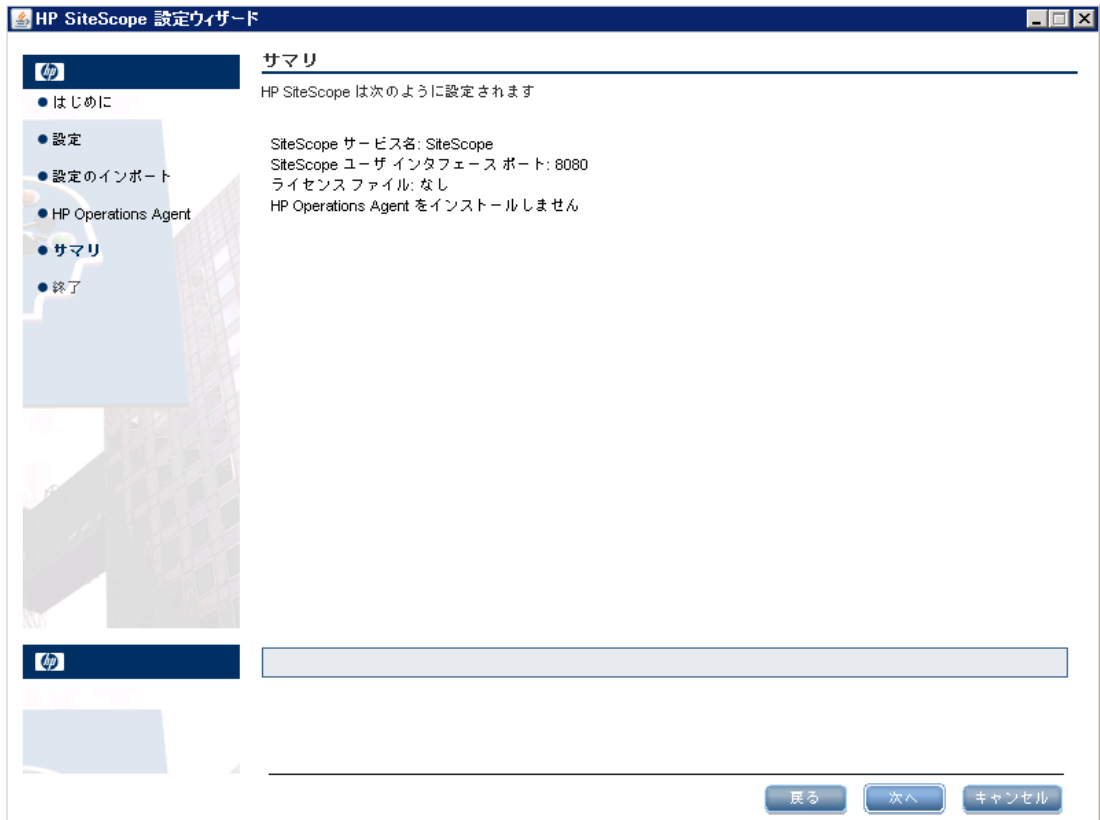 HP SiteScope 設定ウィザード
サマリ
はじめに
設定
設定のインポート
HP Operations Agent
サマリ
終了
HP SiteScope は次のように設定されます
SiteScope サービス名: SiteScope
SiteScope ユーザ インタフェース ポート: 8080
ライセンス ファイル: なし
HP Operations Agent をインストールしません
hp
hp
戻る
次へ
キャンセル